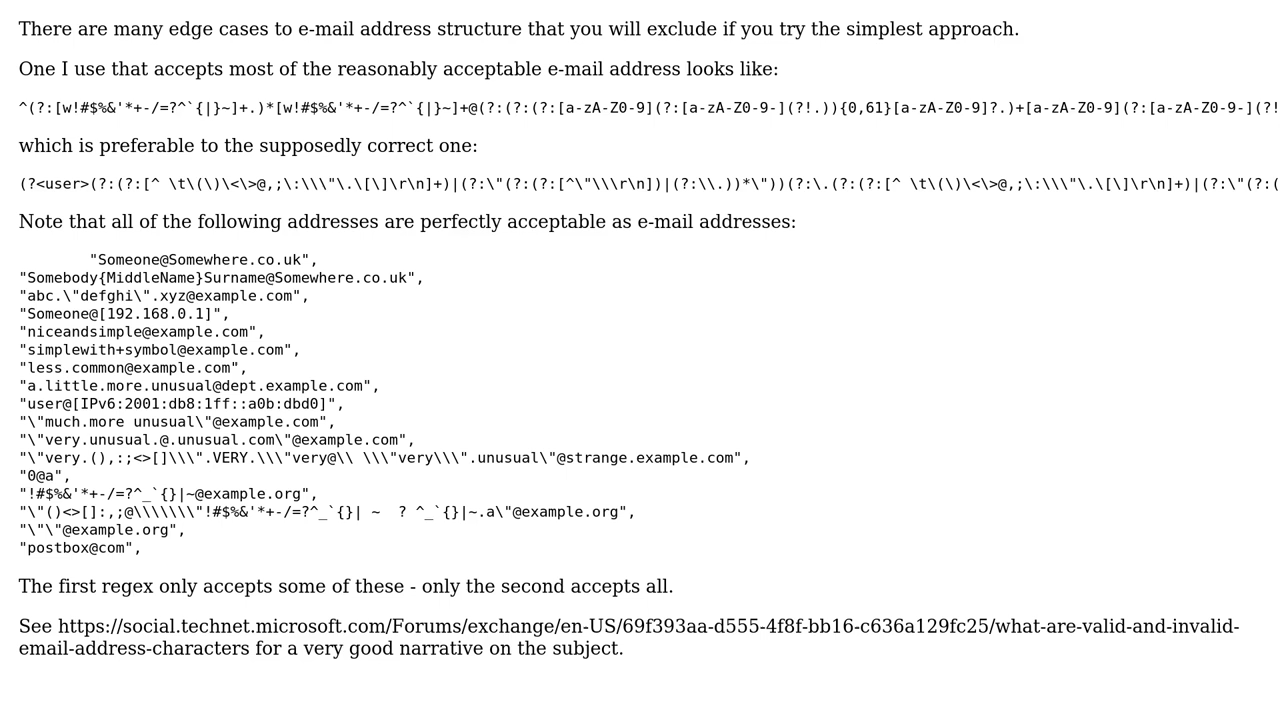 There are many edge cases to e-mail address structure that you will exclude if you try the simplest approach.
One I use that accepts most of the reasonably acceptable e-mail address looks like:
^(?:[w!#$%&'*+-/=?^`{|}~]+.)*[w!#$%&'*+-/=?^`{|}~]+@(?:(?:(?:[a-zA-Z0-9](?:[a-zA-Z0-9-](?!.)){0,61}[a-zA-Z0-9]?.)+[a-zA-Z0-9](?:[a-zA-Z0-9-](?!
which is preferable to the supposedly correct one:
(?<user>(?:(?:[^ \t\(\)\<\>@,;\:\\\"\.\[\]\r\n]+)|(?:\"(?:(?:[^\"\\\r\n])|(?:\\.))*\"))(?:\.(?:(?:[^ \t\(\)\<\>@,;\:\\\"\.\[\]\r\n]+)|(?:\"(?:(
Note that all of the following addresses are perfectly acceptable as e-mail addresses:
"Someone@Somewhere.co.uk",
"Somebody{MiddleName}Surname@Somewhere.co.uk",
"abc.\"defghi\".xyz@example.com",
"Someone@[192.168.0.1]",
"niceandsimple@example.com",
"simplewith+symbol@example.com",
"less.common@example.com",
"a.little.more.unusual@dept.example.com",
"user@[IPv6:2001:db8:1ff::a0b:dbd0]",
"\"much.more unusual\"@example.com",
"\"very.unusual.@.unusual.com\"@example.com",
"\"very.(),:;<>[]\\\".VERY.\\\"very@\\ \\\"very\\\".unusual\"@strange.example.com",
"0@a",
"!#$%&'*+-/=?^_`{}|~@example.org",
"\"()<>[]:,;@\\\\\\\"!#$%&'*+-/=?^_`{}| ~  ? ^_`{}|~.a\"@example.org",
"\"\"@example.org",
"postbox@com",
The first regex only accepts some of these - only the second accepts all.
See https://social.technet.microsoft.com/Forums/exchange/en-US/69f393aa-d555-4f8f-bb16-c636a129fc25/what-are-valid-and-invalid-
email-address-characters for a very good narrative on the subject.